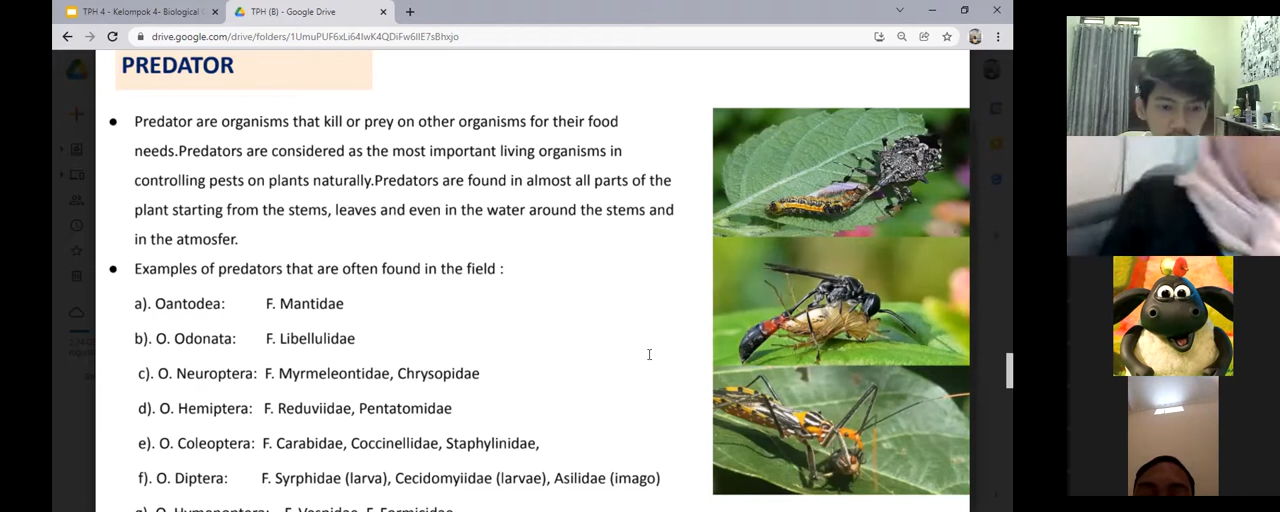 TPH 4 - Kelompok 4- Biological C
TPH (B) - Google Drive
drive.google.com/drive/folders/1UmuPUF6xLi64IwK4QDiFw6IIE7sBhxjo
PREDATOR
Predator are organisms that kill or prey on other organisms for their food
needs.Predators are considered as the most important living organisms in
controlling pests on plants naturally.Predators are found in almost all parts of the
plant starting from the stems, leaves and even in the water around the stems and
in the atmosfer.
Examples of predators that are often found in the field :
a). Oantodea: F. Mantidae
b). O. Odonata: F. Libellulidae
c). O. Neuroptera: F. Myrmeleontidae, Chrysopidae
d). O. Hemiptera: F. Reduviidae, Pentatomidae
e). O. Coleoptera: F. Carabidae, Coccinellidae, Staphylinidae,
f). O. Diptera: F. Syrphidae (larva), Cecidomyiidae (larvae), Asilidae (imago)
g). O. Hymenoptera: F. Vespidae, F. Formicidae